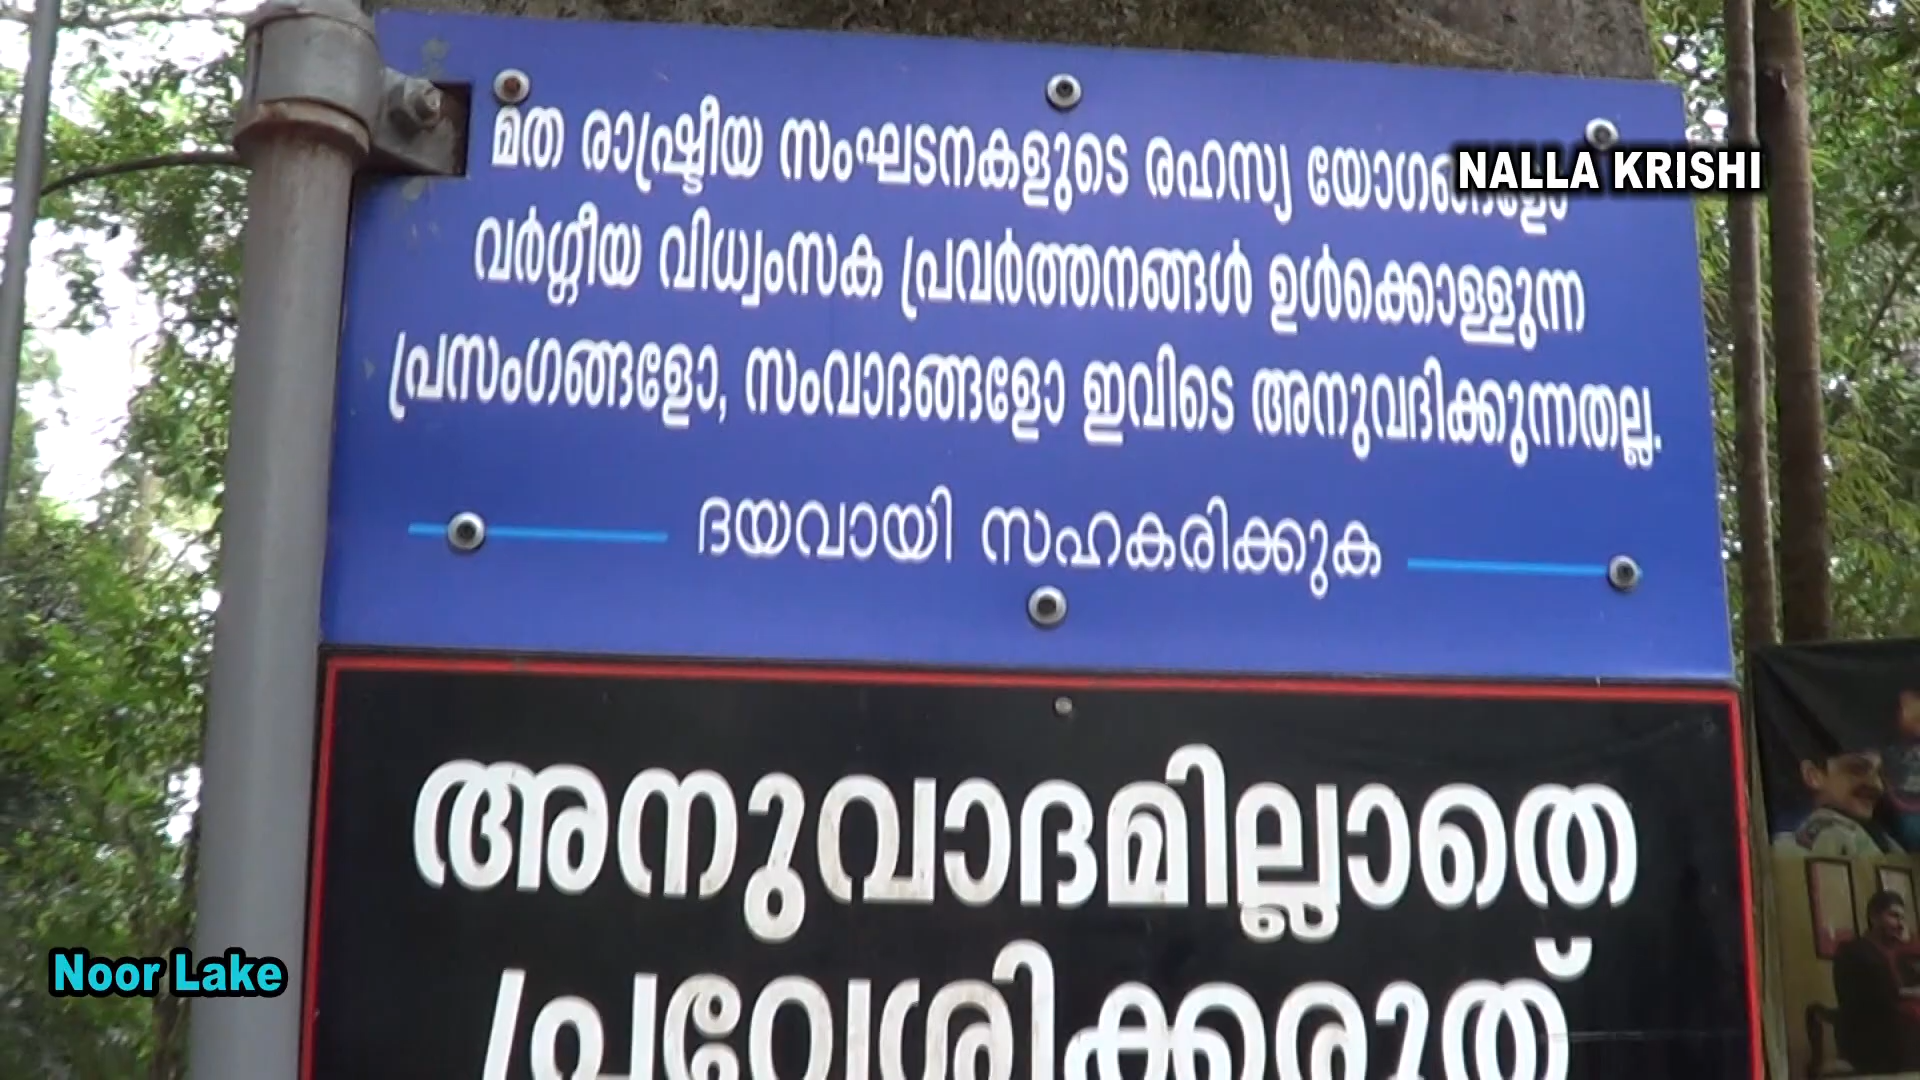 മത രാഷ്ട്രീയ സംഘടനകളുടെ രഹസ്യ
NALLA KRISHI
വർഗ്ഗീയ വിധ്വംസക പ്രവർത്തനങ്ങൾ ഉൾക്കൊള്ളുന്ന
പ്രസംഗങ്ങളോ, സംവാദങ്ങളോ ഇവിടെ അനുവദിക്കുന്നതല്ല.
ദയവായി സഹകരിക്കുക
അനുവാദമില്ലാതെ
പ്രവേശിക്കരുത്
Noor Lake